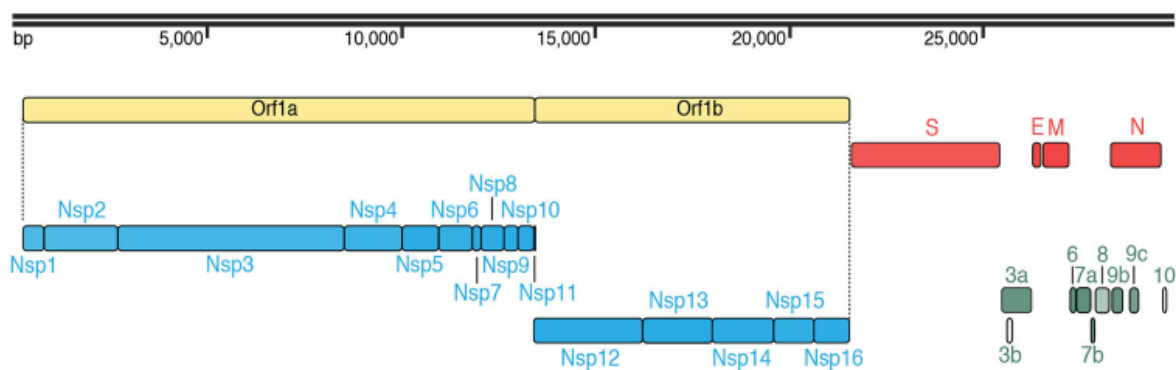 bp 5,000 10,000 15,000 20,000 25,000
Orf1a Orf1b
S E M N
Nsp8
Nsp2 Nsp4 Nsp6 Nsp10
Nsp1 Nsp3 Nsp5 Nsp9
Nsp7 Nsp11
6 8 9c
3a 7a 9b 10
Nsp13 Nsp15
Nsp12 Nsp14 Nsp16
3b 7b